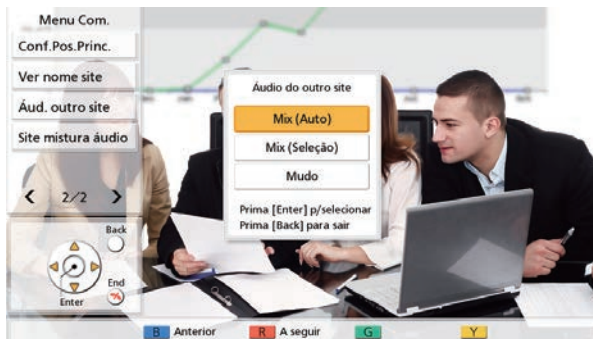 Menu Com.
Conf.Pos.Princ.
Ver nome site
Áud. outro site
Site mistura áudio
2/2
Back
End
Enter
Áudio do outro site
Mix (Auto)
Mix (Seleção)
Mudo
Prima [Enter] p/selecionar
Prima [Back] para sair
B Anterior R A seguir G Y